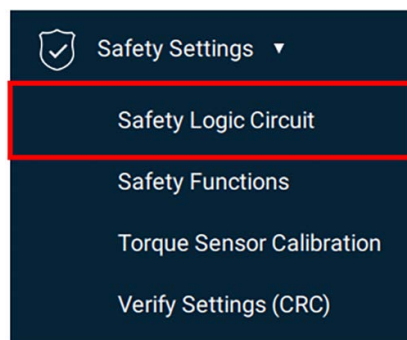 Safety Settings ▼
Safety Logic Circuit
Safety Functions
Torque Sensor Calibration
Verify Settings (CRC)